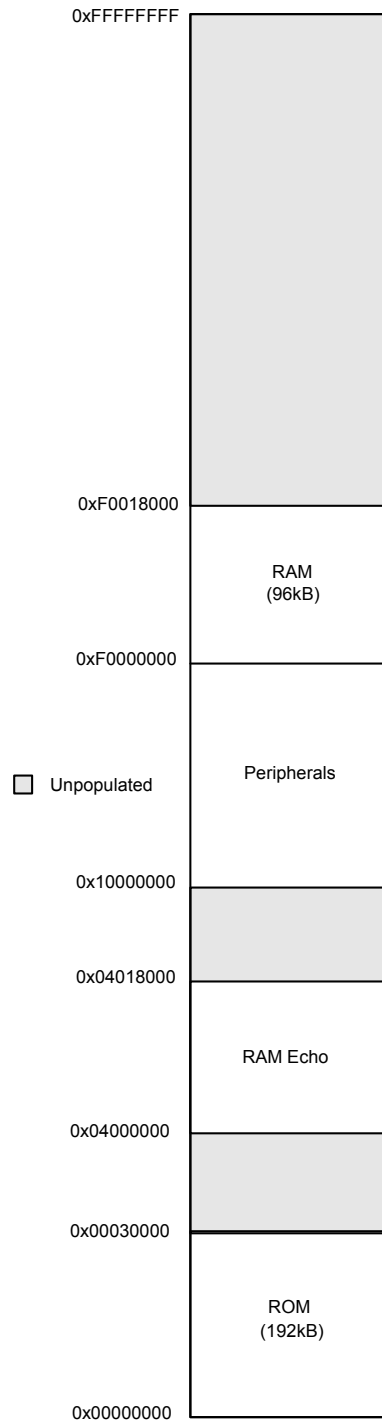 0xFFFFFFFF
0xF0018000
RAM
(96kB)
0xF0000000
Peripherals
Unpopulated
0x10000000
0x04018000
RAM Echo
0x04000000
0x00030000
ROM
(192kB)
0x00000000